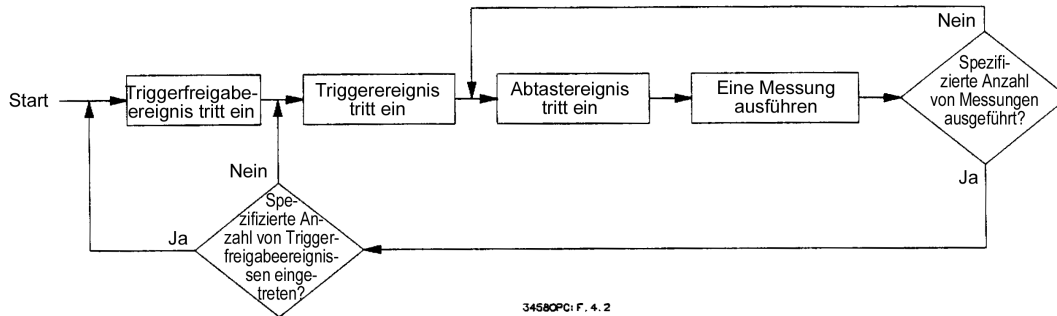 Start
Triggerfreigabe-
ereignis tritt ein
Triggerereignis
tritt ein
Abtastereignis
tritt ein
Eine Messung
ausführen
Nein
Spezifi-
zierte Anzahl
von Messungen
ausgeführt?
Ja
Nein
Spe-
zifizierte An-
zahl von Trigger-
freigabeereignis-
sen einge-
treten?
Ja
3458OPC: F. 4. 2